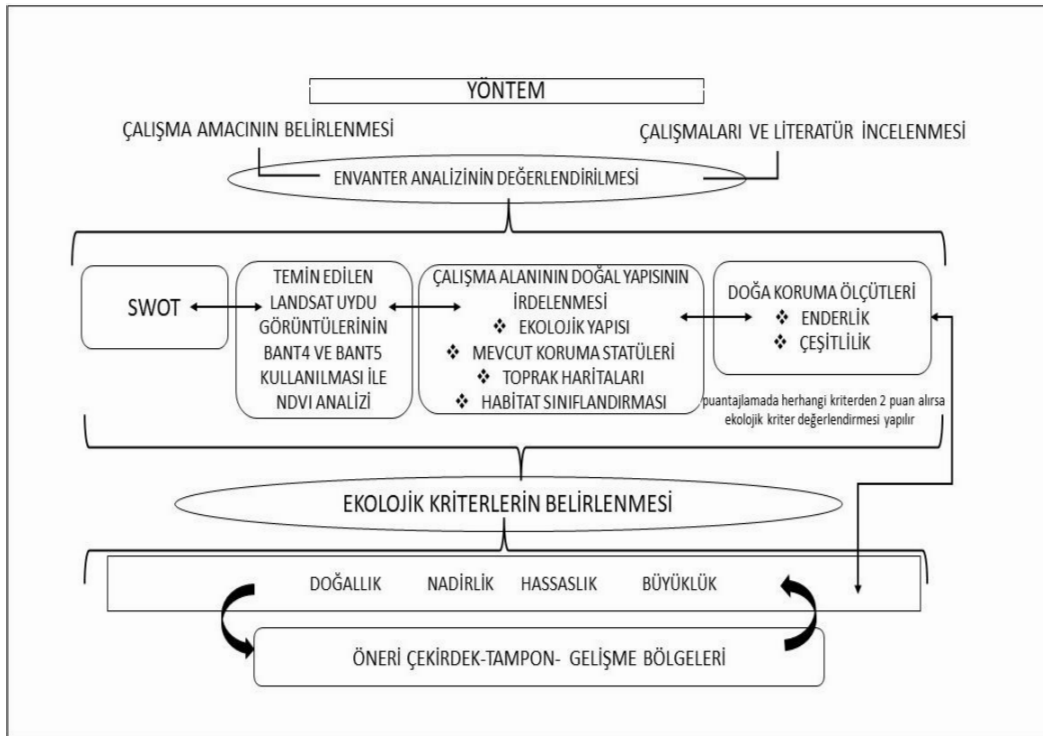 YÖNTEM
ÇALIŞMA AMACININ BELİRLENMESİ
ÇALIŞMALARI VE LİTERATÜR İNCELENMESİ
ENVANTER ANALİZİNİN DEĞERLENDİRİLMESİ
SWOT
TEMİN EDİLEN
LANDSAT UYDU
GÖRÜNTÜLERİNİN
BANT4 VE BANT5
KULLANILMASI İLE
NDVI ANALİZİ
ÇALIŞMA ALANININ DOĞAL YAPISININ
İRDELENMESİ
❖ EKOLOJİK YAPISI
❖ MEVCUT KORUMA STATÜLERİ
❖ TOPRAK HARİTALARI
❖ HABİTAT SINIFLANDIRMASI
DOĞA KORUMA ÖLÇÜTLERİ
❖ ENDERLİK
❖ ÇEŞİTLİLİK
puantajlamada herhangi kriterden 2 puan alırsa
ekolojik kriter değerlendirmesi yapılır
EKOLOJİK KRİTERLERİN BELİRLENMESİ
DOĞALLIK NADİRLİK HASSASLIK BÜYÜKLÜK
ÖNERİ ÇEKİRDEK-TAMPON- GELİŞME BÖLGELERİ